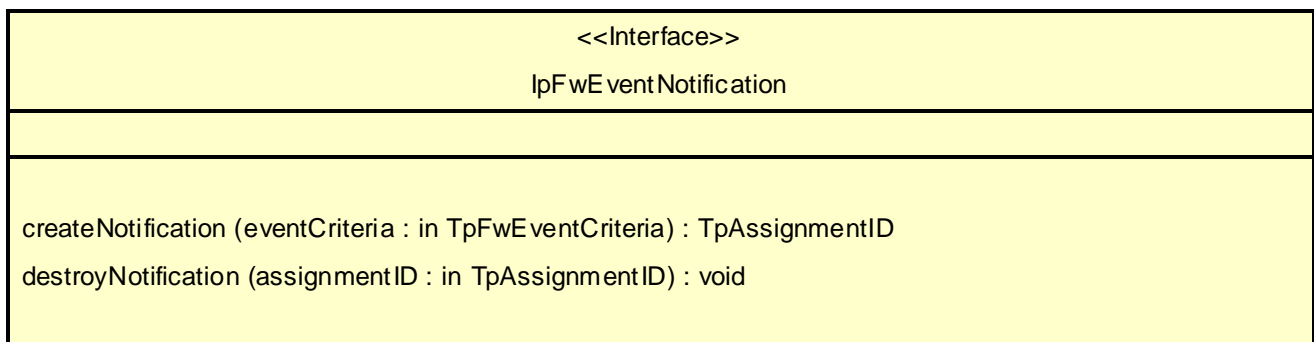 <<Interface>>
IpFwEventNotification
createNotification (eventCriteria : in TpFwEventCriteria) : TpAssignmentID
destroyNotification (assignmentID : in TpAssignmentID) : void